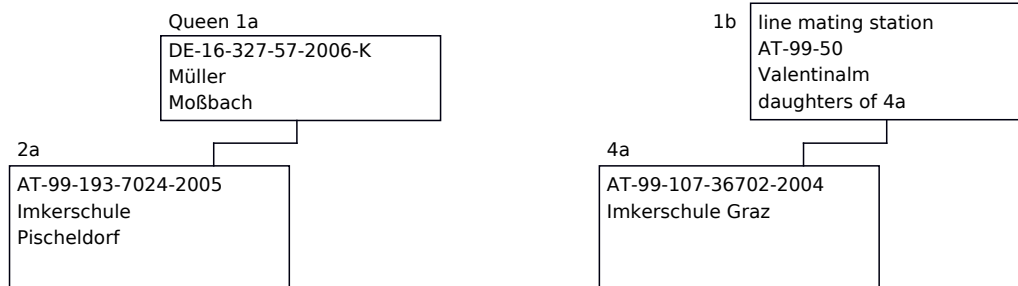 Queen 1a
DE-16-327-57-2006-K
Müller
Moßbach
2a
AT-99-193-7024-2005
Imkerschule
Pischeldorf
1b
line mating station
AT-99-50
Valentinalm
daughters of 4a
4a
AT-99-107-36702-2004
Imkerschule Graz